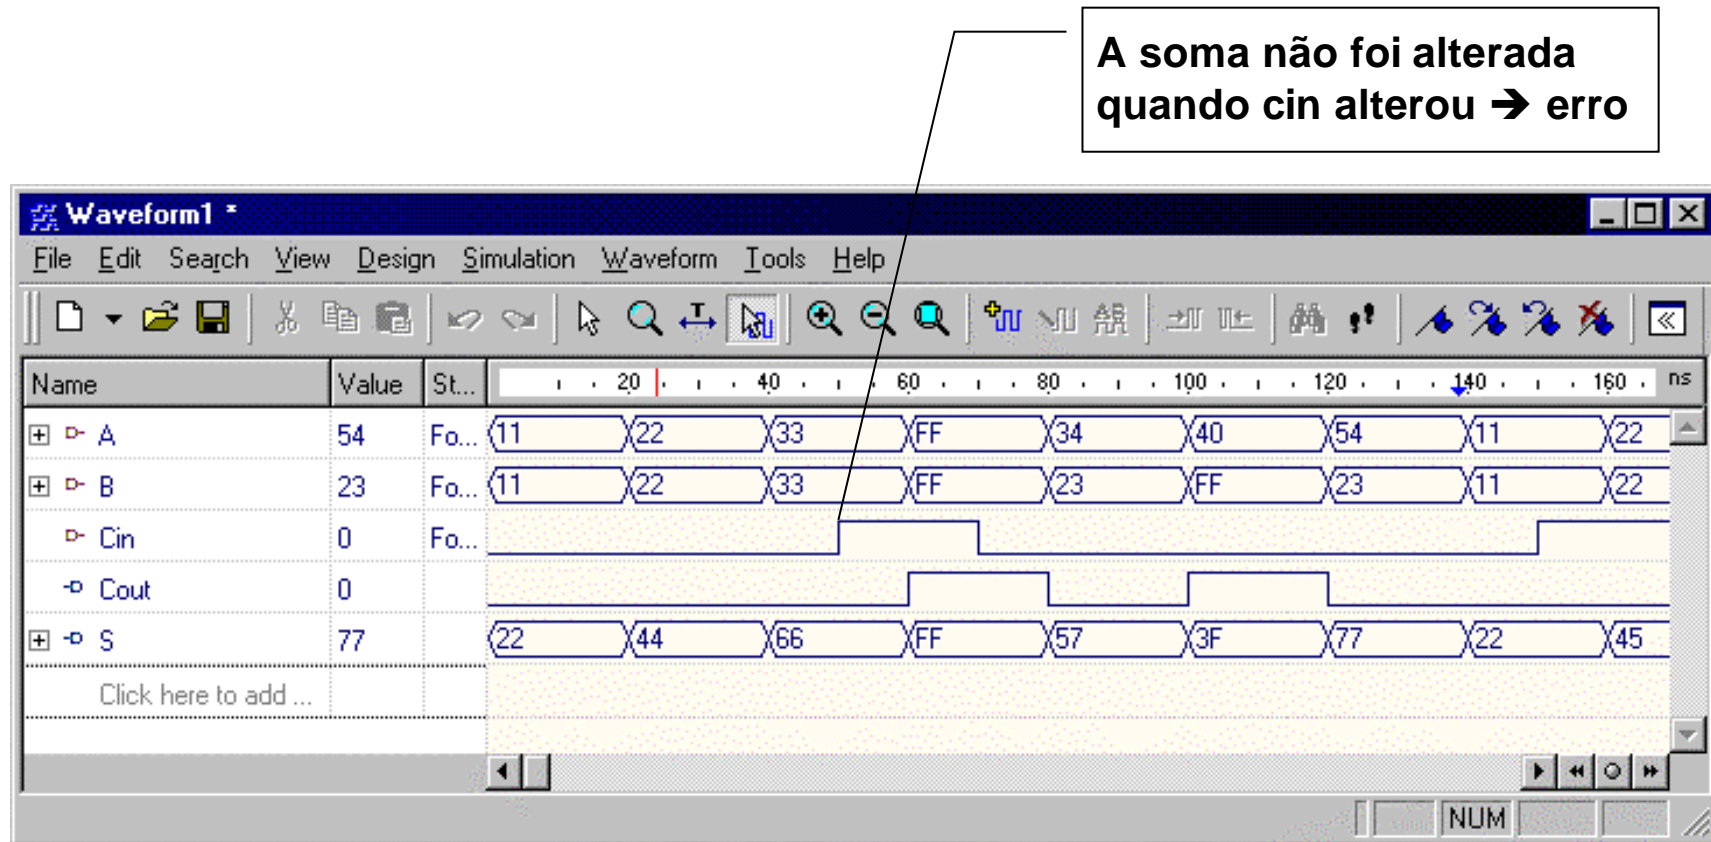 A soma não foi alterada
quando cin alterou ➔ erro
Waveform1 *
File Edit Search View Design Simulation Waveform Tools Help
Name Value St... 20 40 60 80 100 120 140 160 ns
A 54 Fo... 11 22 33 FF 34 40 54 11 22
B 23 Fo... 11 22 33 FF 23 FF 23 11 22
Cin 0 Fo...
Cout 0
S 77 22 44 66 FF 57 3F 77 22 45
Click here to add ...
NUM